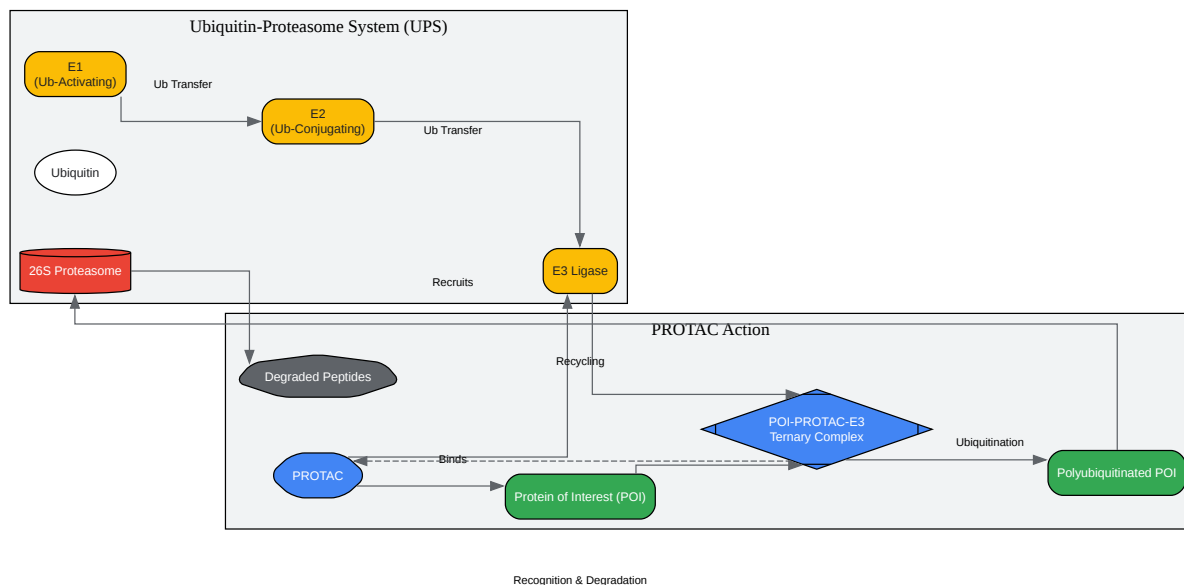 Ubiquitin-Proteasome System (UPS)
E1
(Ub-Activating)
Ub Transfer
E2
(Ub-Conjugating)
Ub Transfer
Ubiquitin
26S Proteasome
E3 Ligase
Recruits
PROTAC Action
Recycling
Degraded Peptides
POI-PROTAC-E3
Ternary Complex
Ubiquitination
Binds
PROTAC
Polyubiquitinated POI
Protein of Interest (POI)
Recognition & Degradation